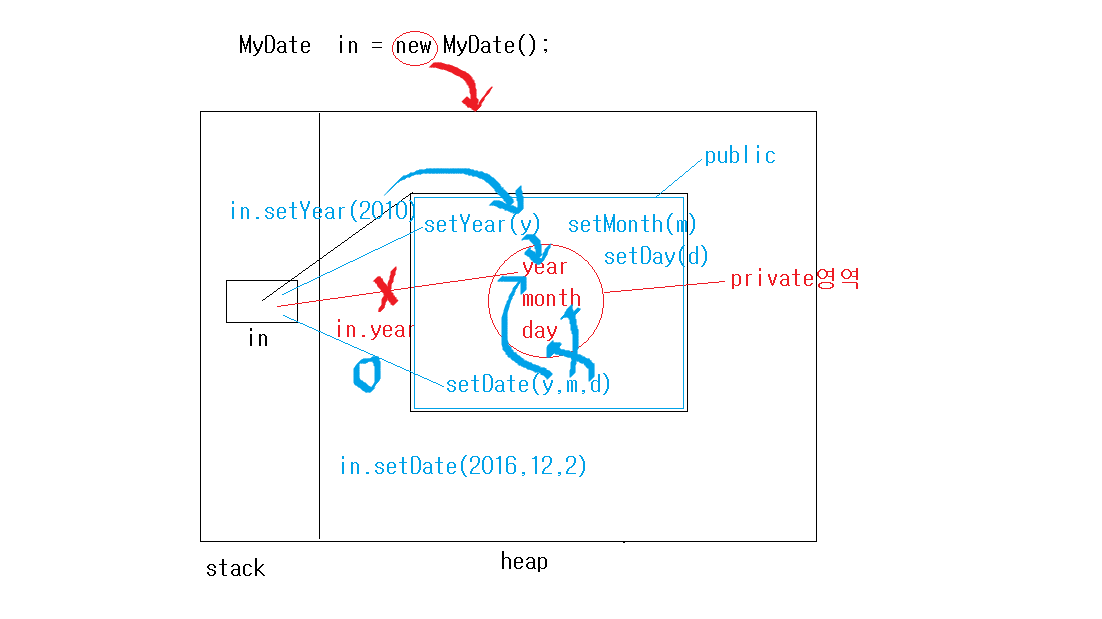 MyDate in = new MyDate();
public
in.setYear(2010)
setYear(y) setMonth(m)
setDay(d)
year
private영역
month
in.year
day
in
setDate(y,m,d)
in.setDate(2016,12,2)
stack
heap